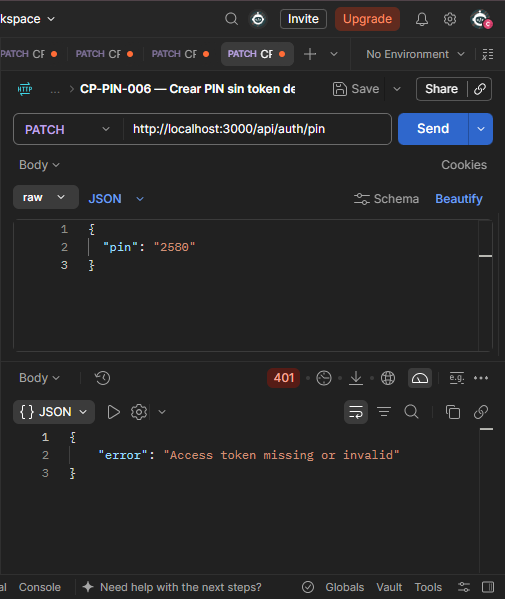 kspace Invite Upgrade
PATCH CF PATCH CF PATCH CF PATCH CF No Environment
HTTP ... > CP-PIN-006 — Crear PIN sin token de Save Share
PATCH http://localhost:3000/api/auth/pin Send
Body Cookies
raw JSON Schema Beautify
1 {
2 "pin": "2580"
3 }
Body 401 e.g.
{} JSON
1 {
2 "error": "Access token missing or invalid"
3 }
al Console Need help with the next steps? Globals Vault Tools